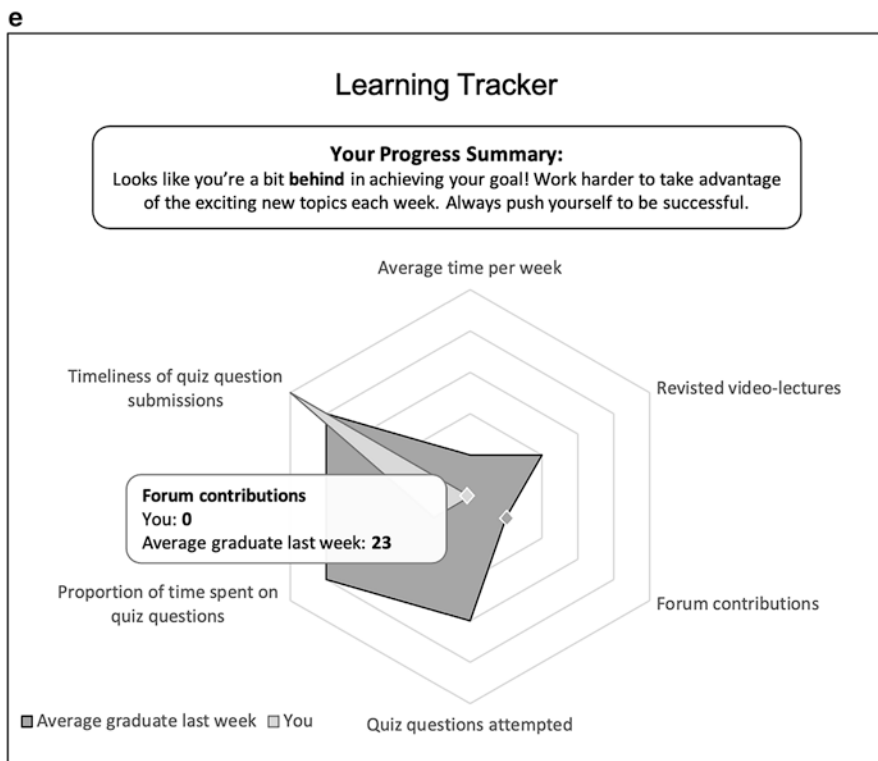 e
Learning Tracker
Your Progress Summary:
Looks like you're a bit behind in achieving your goal! Work harder to take advantage
of the exciting new topics each week. Always push yourself to be successful.
Average time per week
Timeliness of quiz question
submissions
Revisted video-lectures
Forum contributions
You: 0
Average graduate last week: 23
Proportion of time spent on
quiz questions
Forum contributions
Average graduate last week
You
Quiz questions attempted